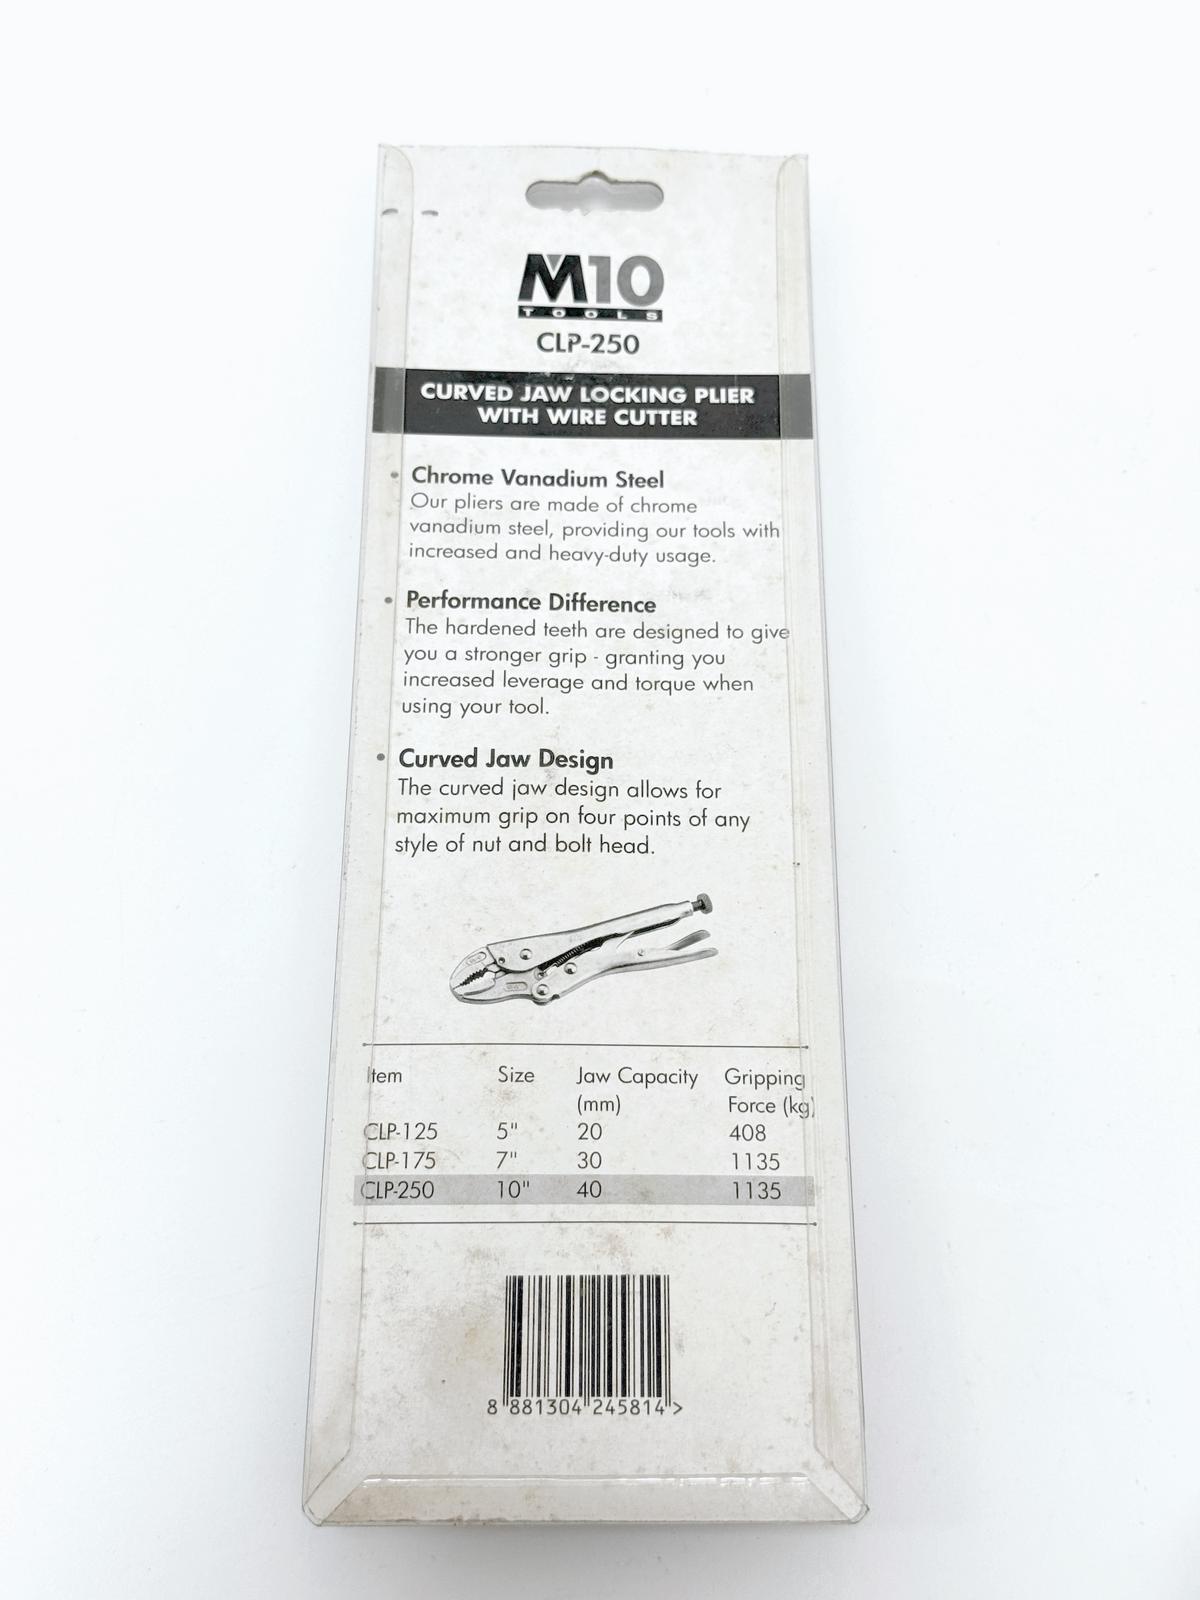 M10
TOOLS
CLP-250
CURVED JAW LOCKING PLIER
WITH WIRE CUTTER
• Chrome Vanadium Steel
Our pliers are made of chrome
vanadium steel, providing our tools with
increased and heavy-duty usage.
• Performance Difference
The hardened teeth are designed to give
you a stronger grip - granting you
increased leverage and torque when
using your tool.
• Curved Jaw Design
The curved jaw design allows for
maximum grip on four points of any
style of nut and bolt head.
Item Size Jaw Capacity Gripping
(mm) Force (kg)
CLP-125 5" 20 408
CLP-175 7" 30 1135
CLP-250 10" 40 1135
8 881304 245814 >